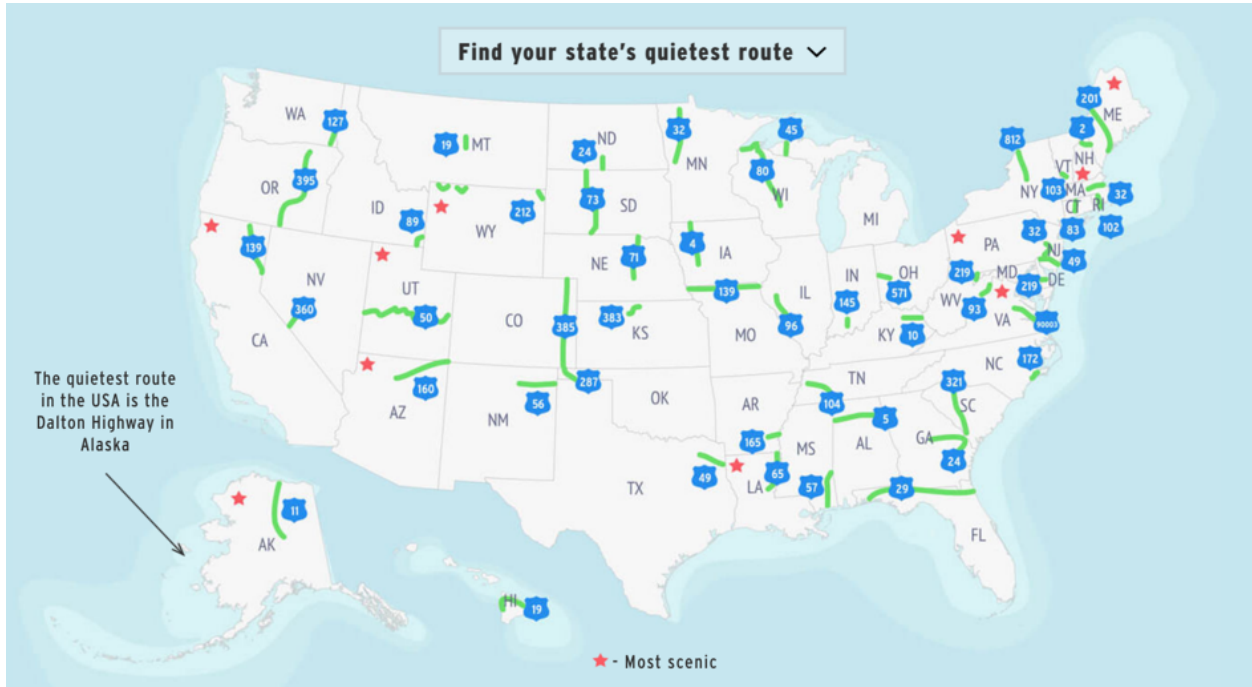 Find your state's quietest route
WA
127
19
MT
24
ND
32
MN
45
201
ME
2
812
OR
395
ID
89
WY
212
73
SD
80
WI
MI
VT
NH
NY
103
MA
32
CT
RI
102
139
NV
UT
50
360
CA
CO
385
NE
71
4
IA
139
383
KS
MO
IL
96
IN
145
OH
571
PA
32
83
NJ
49
219
MD
219
DE
WV
93
VA
90003
KY
10
The quietest route
in the USA is the
Dalton Highway in
Alaska
AZ
160
NM
56
287
OK
AR
165
TN
104
NC
172
321
SC
5
AL
GA
24
MS
57
LA
65
49
TX
29
FL
11
AK
HI
19
- Most scenic